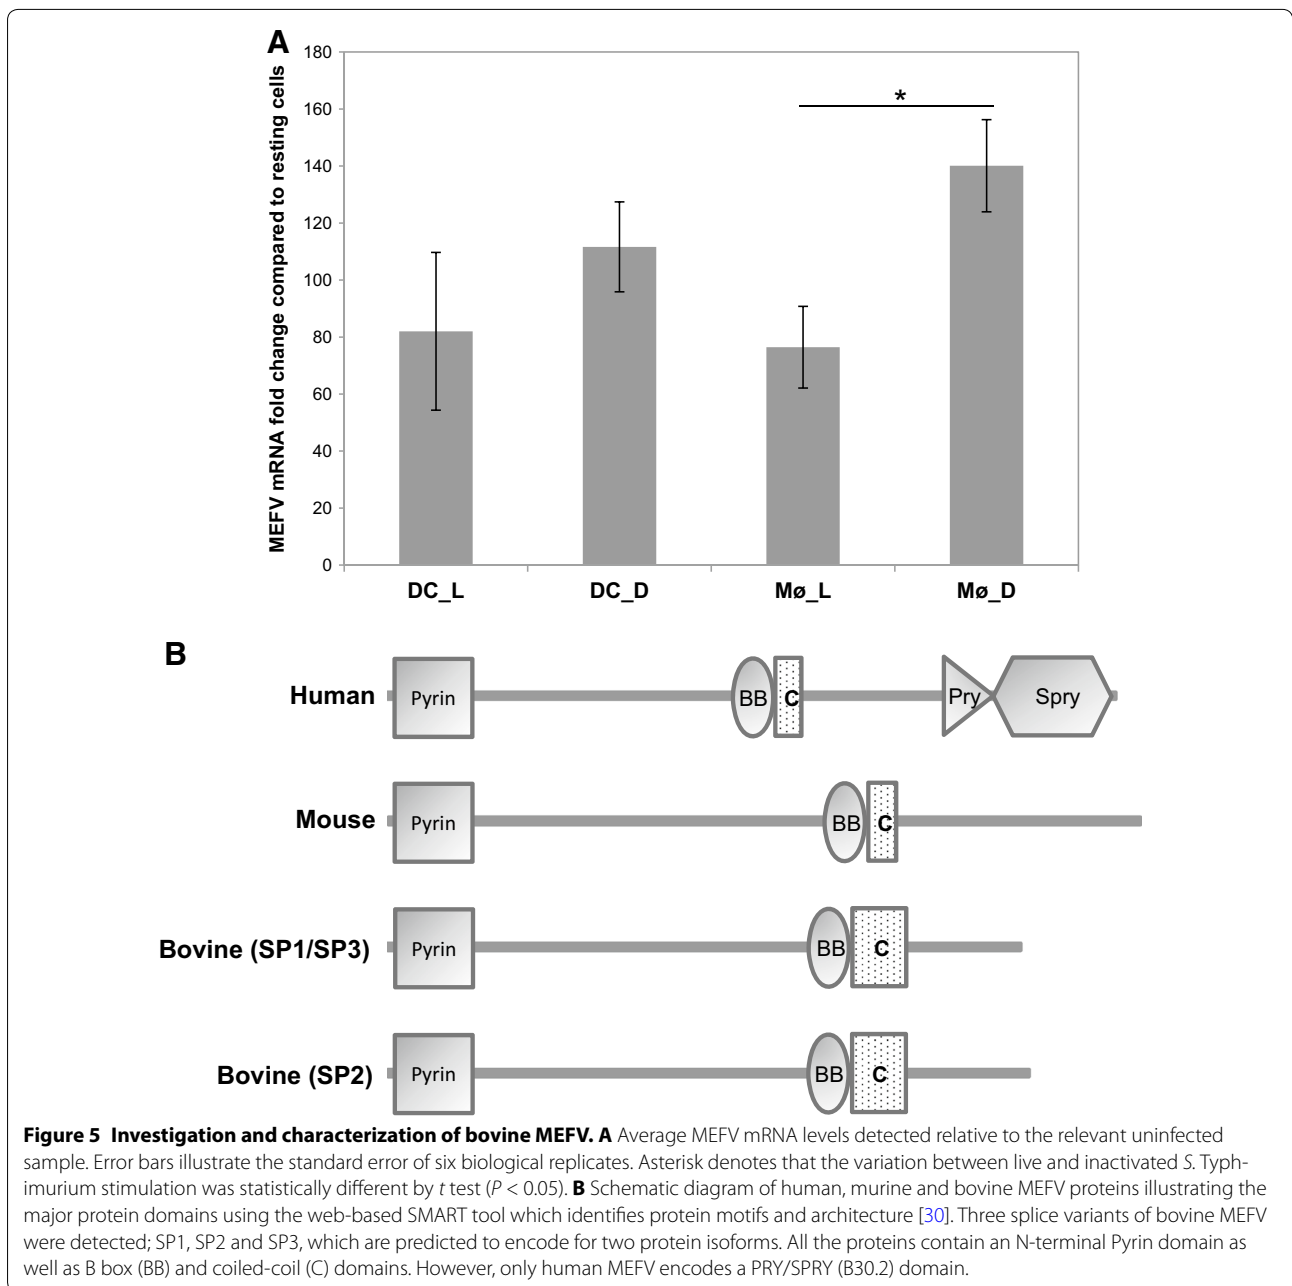 A
MEFV mRNA fold change compared to resting cells
180
160
140
120
100
80
60
40
20
0
*
DC_L DC_D Mø_L Mø_D
B
Human Pyrin BB C Pry Spry
Mouse Pyrin BB C
Bovine (SP1/SP3) Pyrin BB C
Bovine (SP2) Pyrin BB C
Figure 5 Investigation and characterization of bovine MEFV. A Average MEFV mRNA levels detected relative to the relevant uninfected
sample. Error bars illustrate the standard error of six biological replicates. Asterisk denotes that the variation between live and inactivated S. Typh-
imurium stimulation was statistically different by t test (P < 0.05). B Schematic diagram of human, murine and bovine MEFV proteins illustrating the
major protein domains using the web-based SMART tool which identifies protein motifs and architecture [30]. Three splice variants of bovine MEFV
were detected; SP1, SP2 and SP3, which are predicted to encode for two protein isoforms. All the proteins contain an N-terminal Pyrin domain as
well as B box (BB) and coiled-coil (C) domains. However, only human MEFV encodes a PRY/SPRY (B30.2) domain.